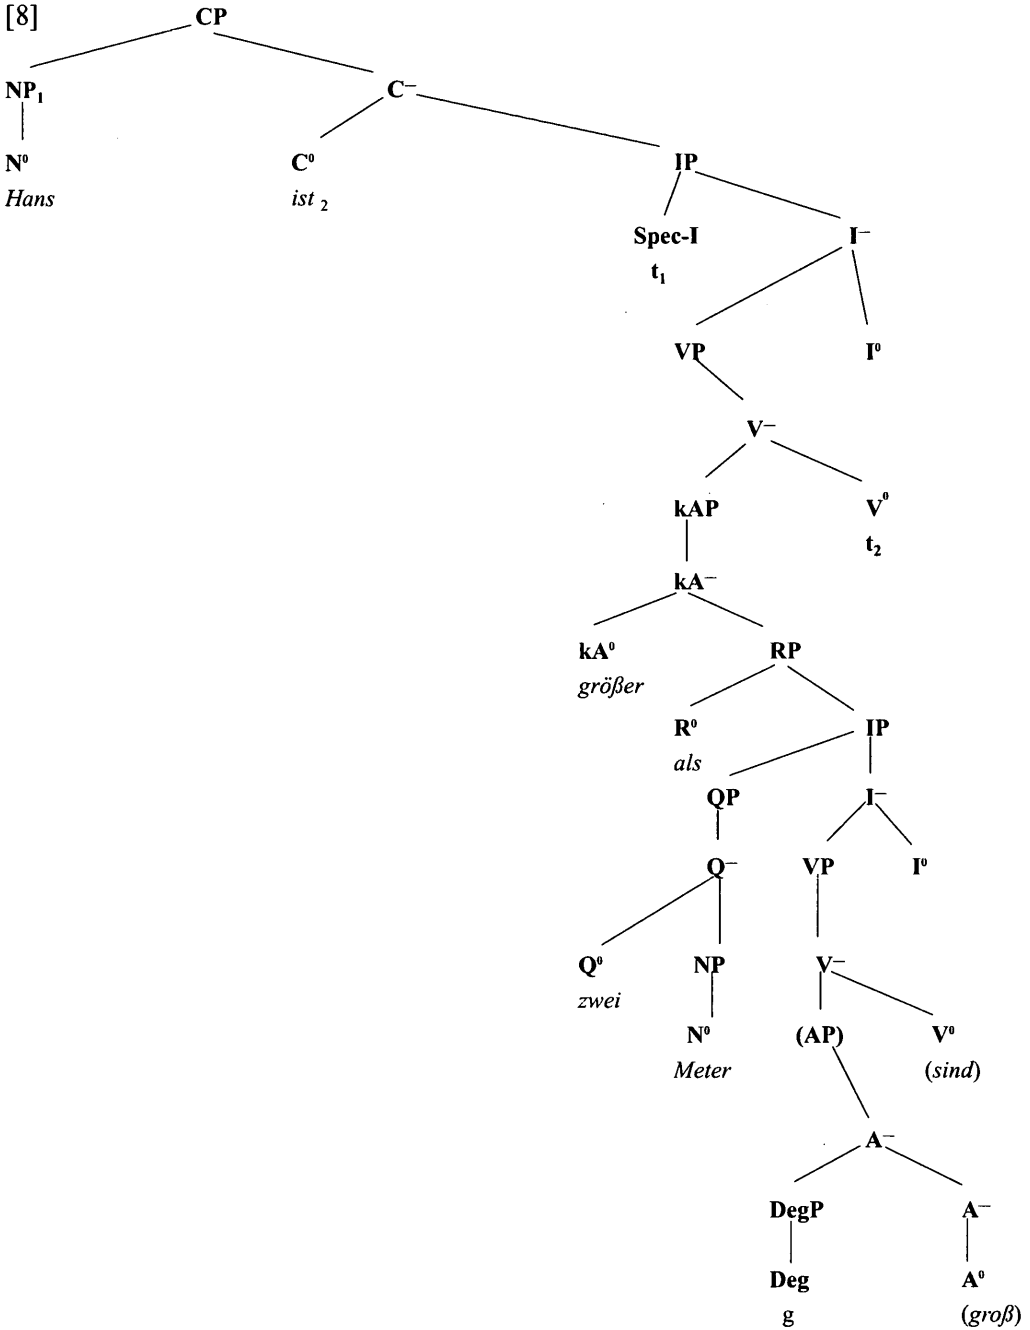 [8] CP
NP₁ C–
N⁰ C⁰ IP
Hans ist ₂
Spec-I I–
t₁
VP I⁰
V–
kAP V⁰
t₂
kA–
kA⁰ RP
größer
R⁰ IP
als
QP I–
Q– VP I⁰
Q⁰ NP V–
zwei
N⁰ (AP) V⁰
Meter (sind)
A–
DegP A–
Deg A⁰
g (groß)